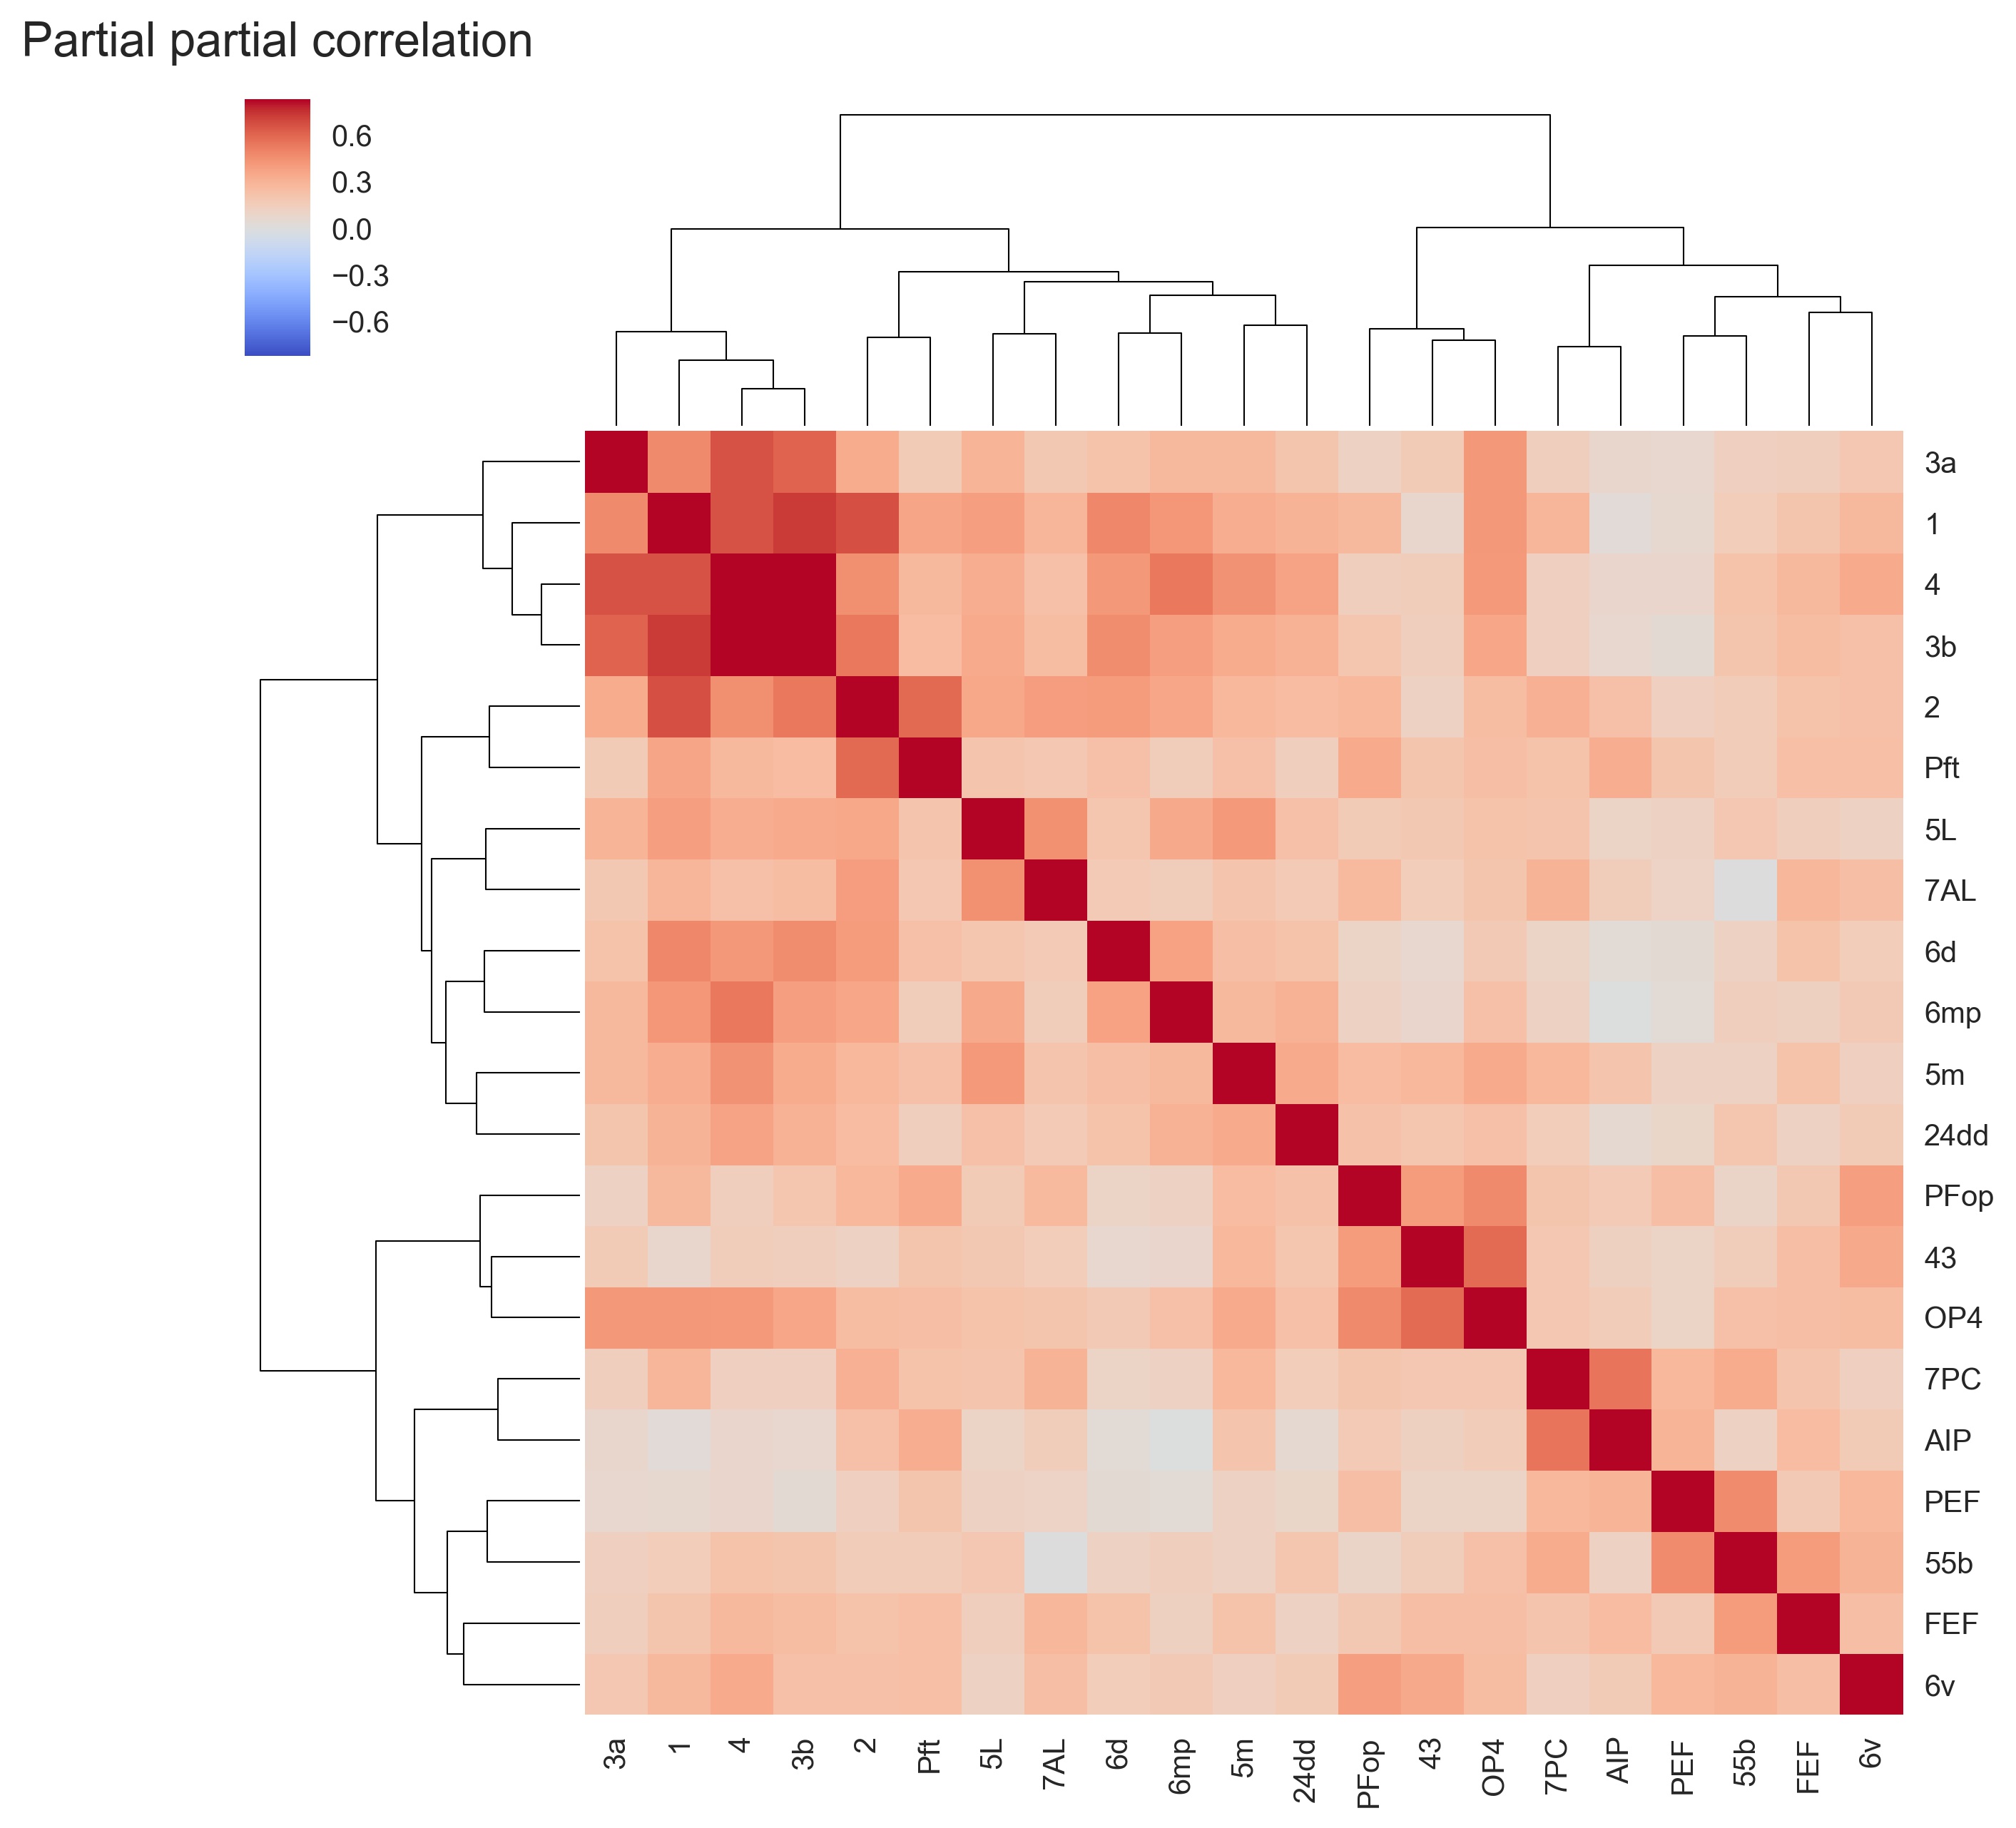 Partial partial correlation
0.6
0.3
0.0
−0.3
−0.6
3a
1
4
3b
2
Pft
5L
7AL
6d
6mp
5m
24dd
PFop
43
OP4
7PC
AIP
PEF
55b
FEF
6v
3a 1 4 3b 2 Pft 5L 7AL 6d 6mp 5m 24dd PFop 43 OP4 7PC AIP PEF 55b FEF 6v